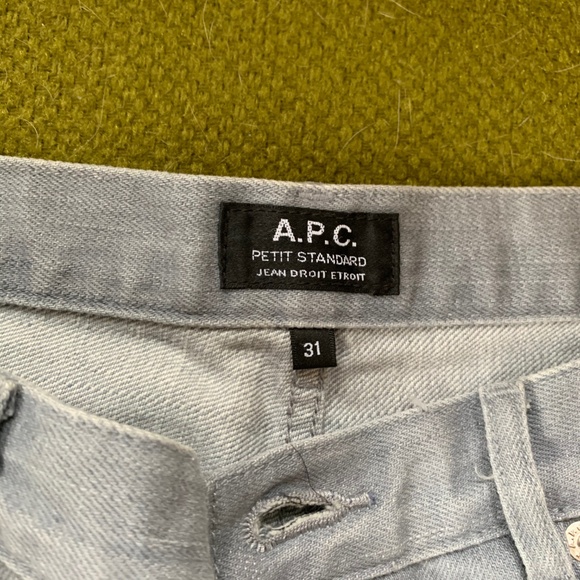 A.P.C.
PETIT STANDARD
JEAN DROIT ETROIT
31